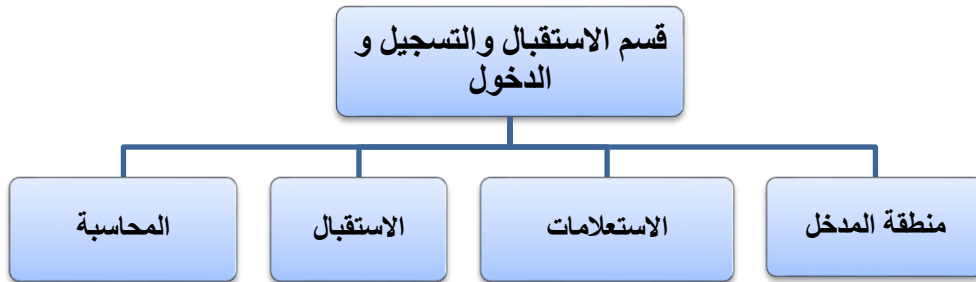 قسم الاستقبال والتسجيل و
الدخول
منطقة المدخل
الاستعلامات
الاستقبال
المحاسبة